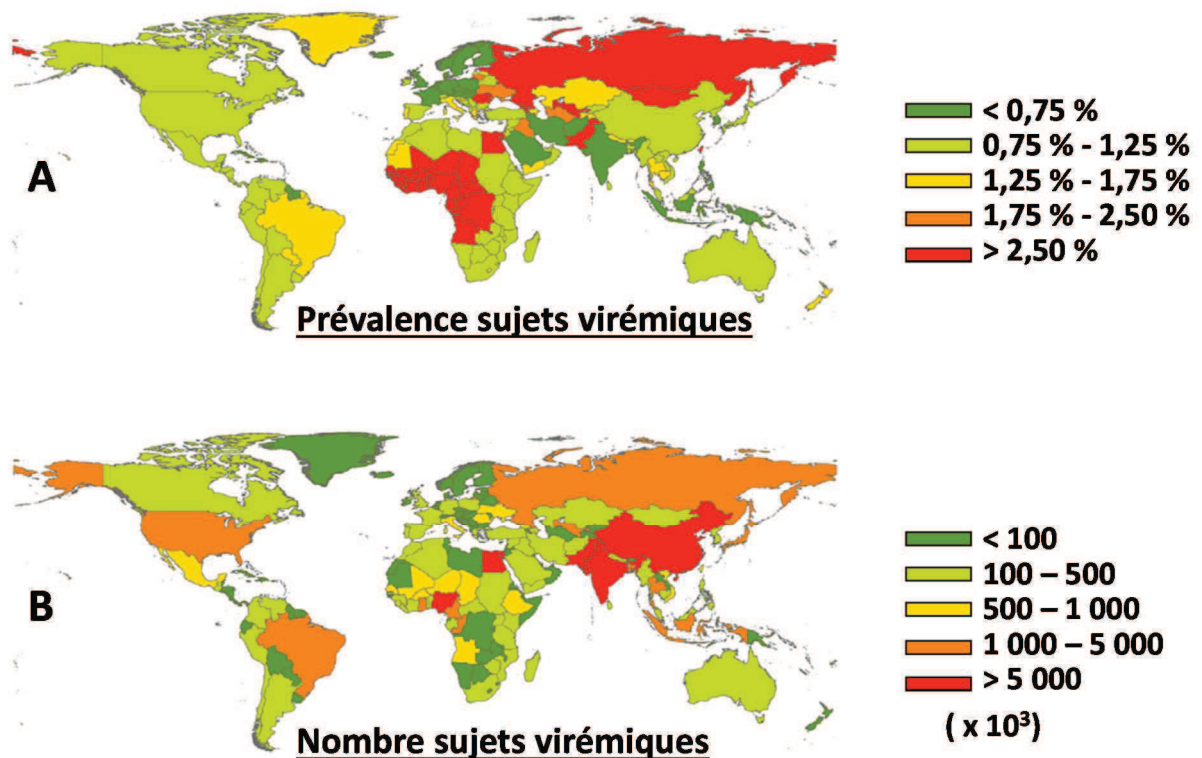 A
Prévalence sujets virémiques
< 0,75 %
0,75 % - 1,25 %
1,25 % - 1,75 %
1,75 % - 2,50 %
> 2,50 %
B
Nombre sujets virémiques
< 100
100 – 500
500 – 1 000
1 000 – 5 000
> 5 000
( x 10³)